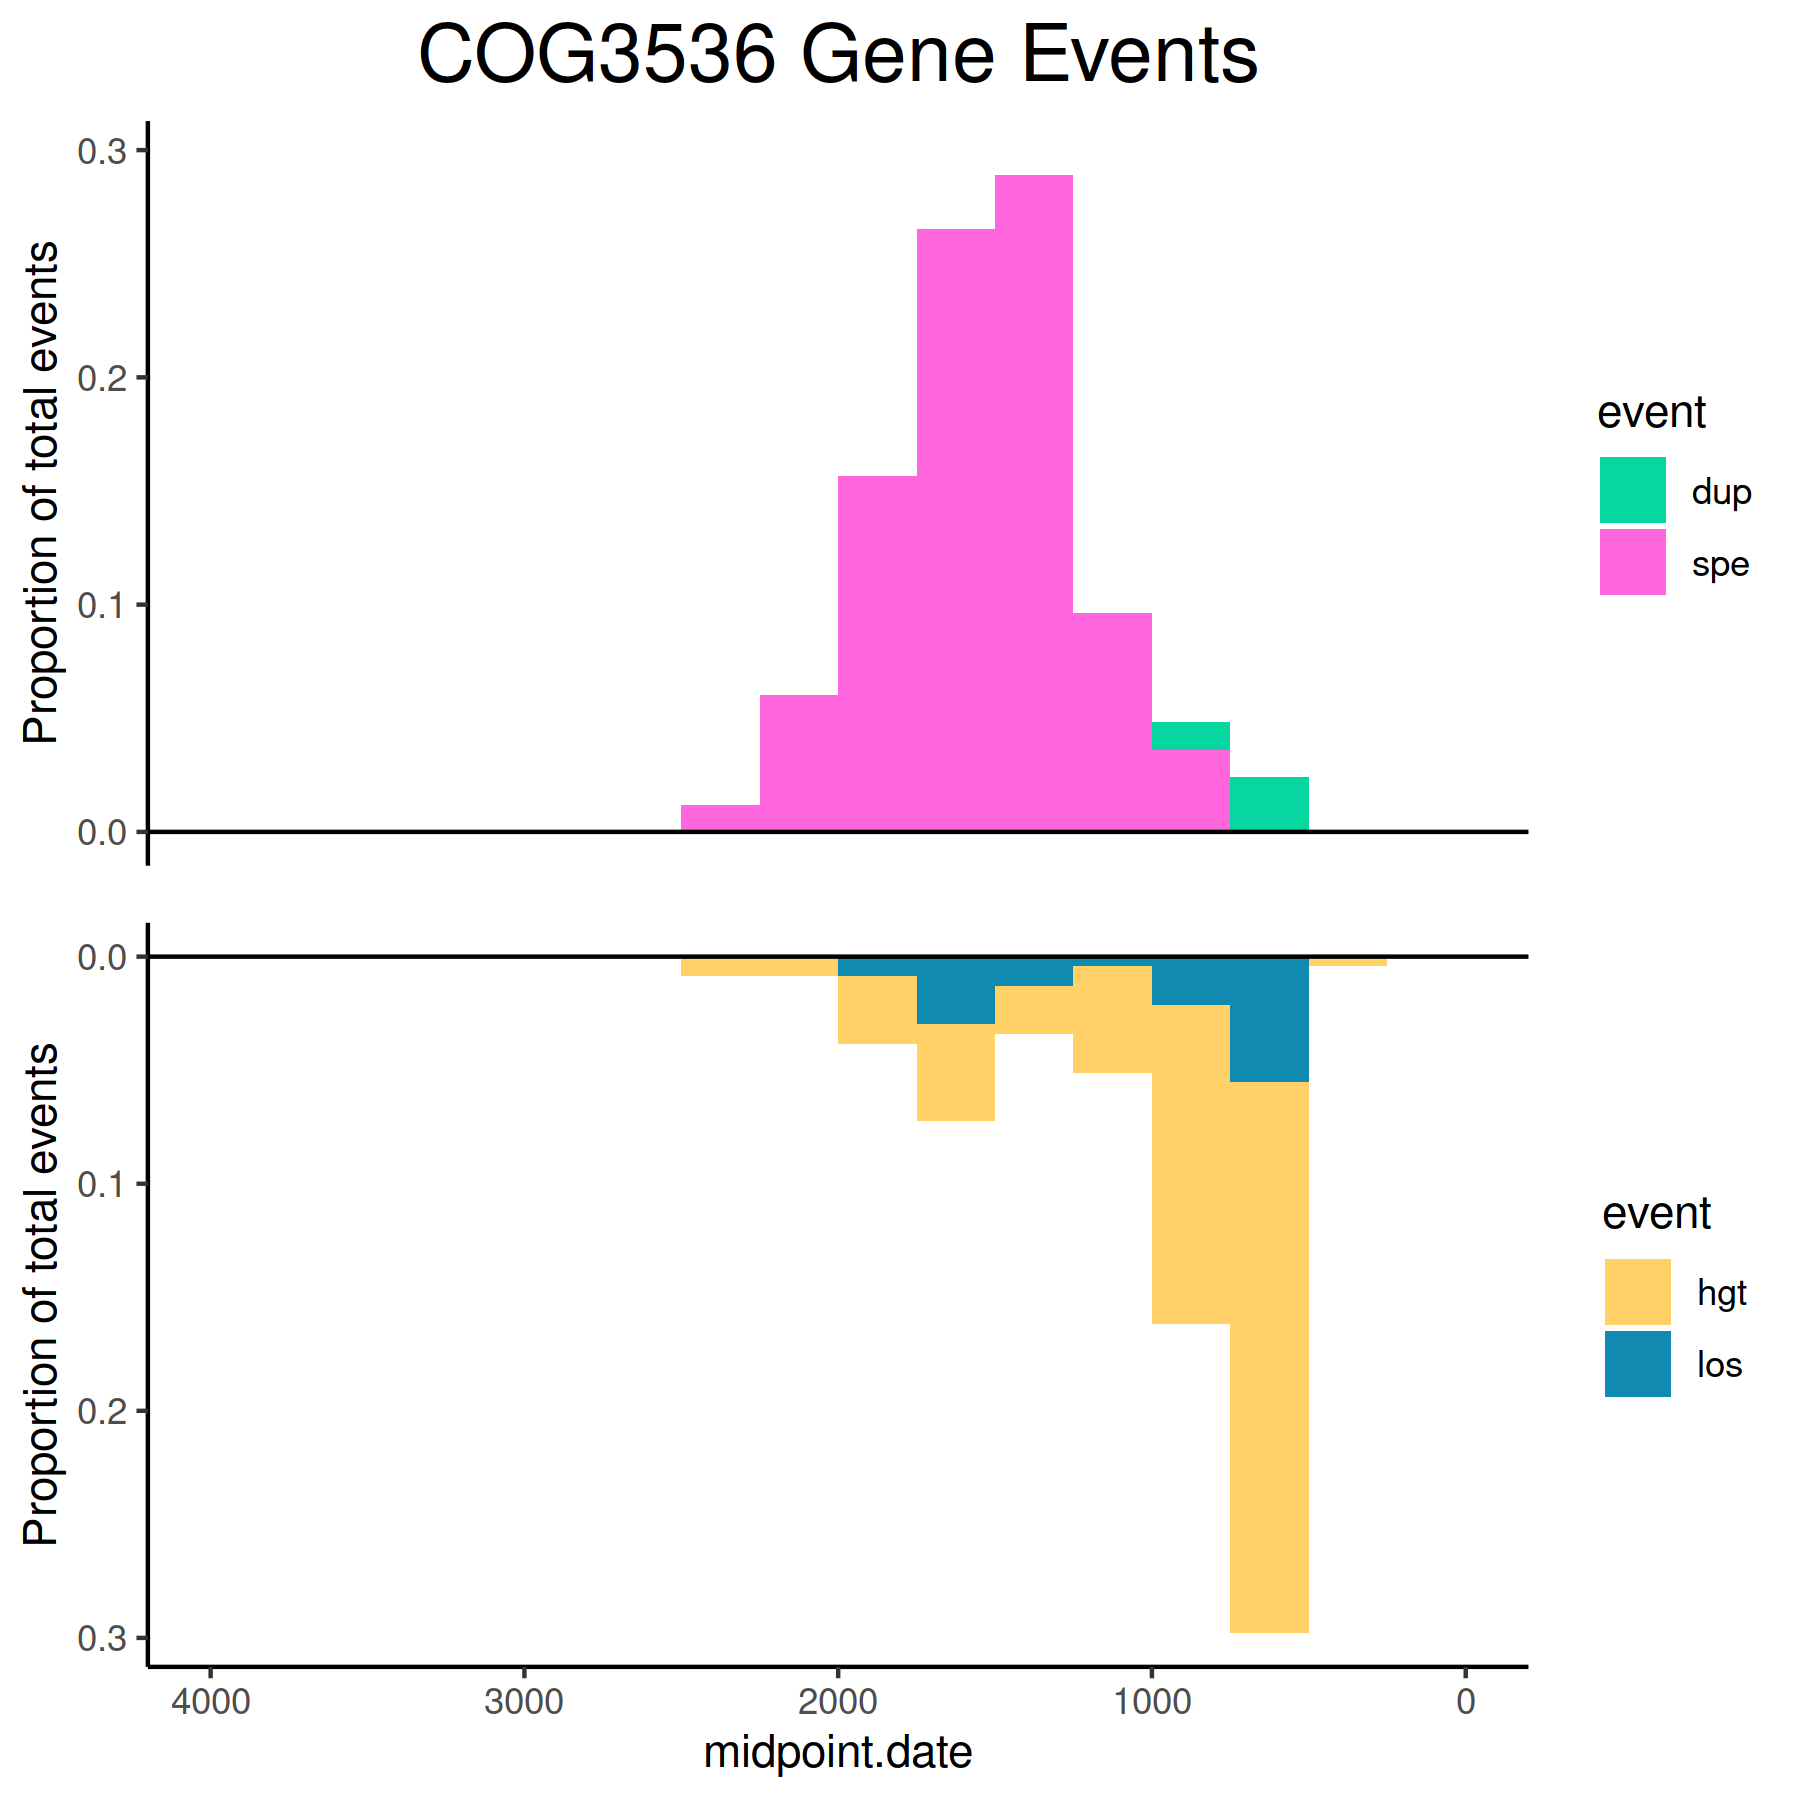 COG3536 Gene Events
Proportion of total events
0.3
0.2
0.1
0.0
event
dup
spe
Proportion of total events
0.0
0.1
0.2
0.3
event
hgt
los
4000 3000 2000 1000 0
midpoint.date